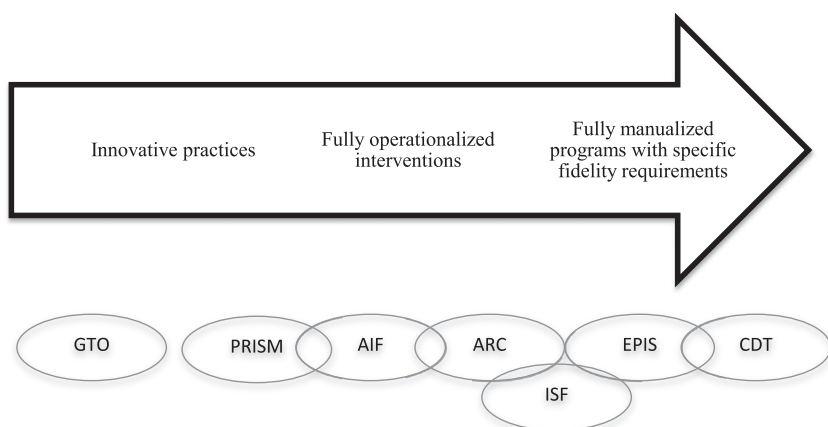 Innovative practices
Fully operationalized
interventions
Fully manualized
programs with specific
fidelity requirements
GTO
PRISM
AIF
ARC
EPIS
CDT
ISF